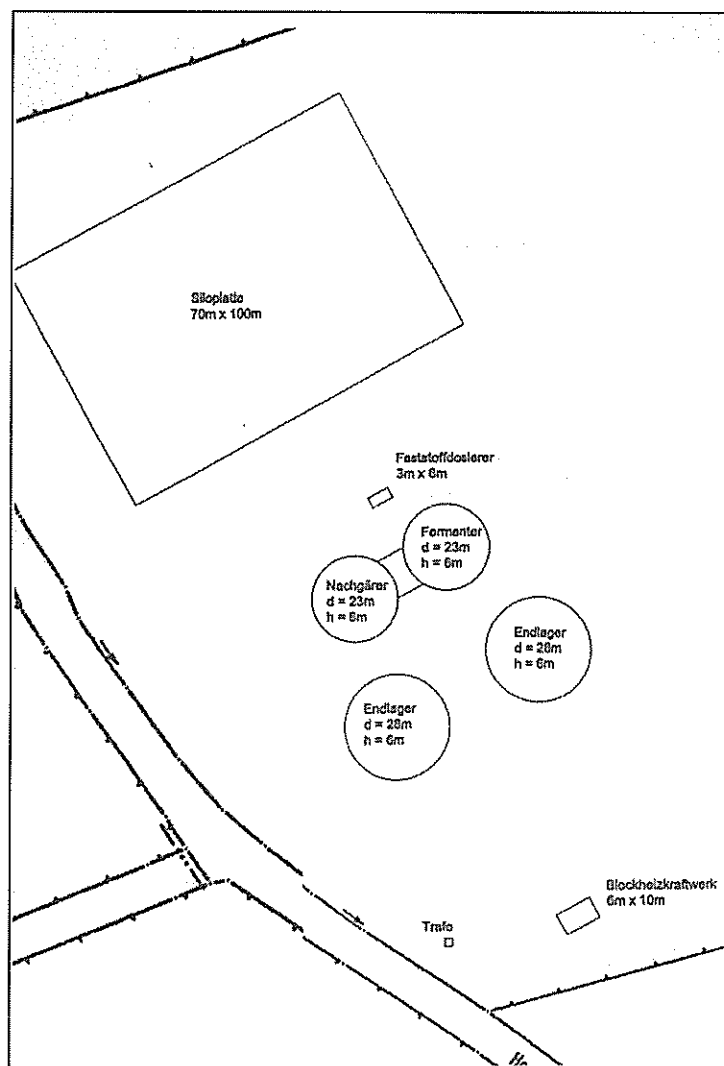 Siloplatte
70m x 100m
Feststoffdosierer
3m x 6m
Fermenter
d = 23m
h = 6m
Nachgärer
d = 23m
h = 6m
Endlager
d = 28m
h = 6m
Endlager
d = 28m
h = 6m
Blockheizkraftwerk
6m x 10m
Trafo